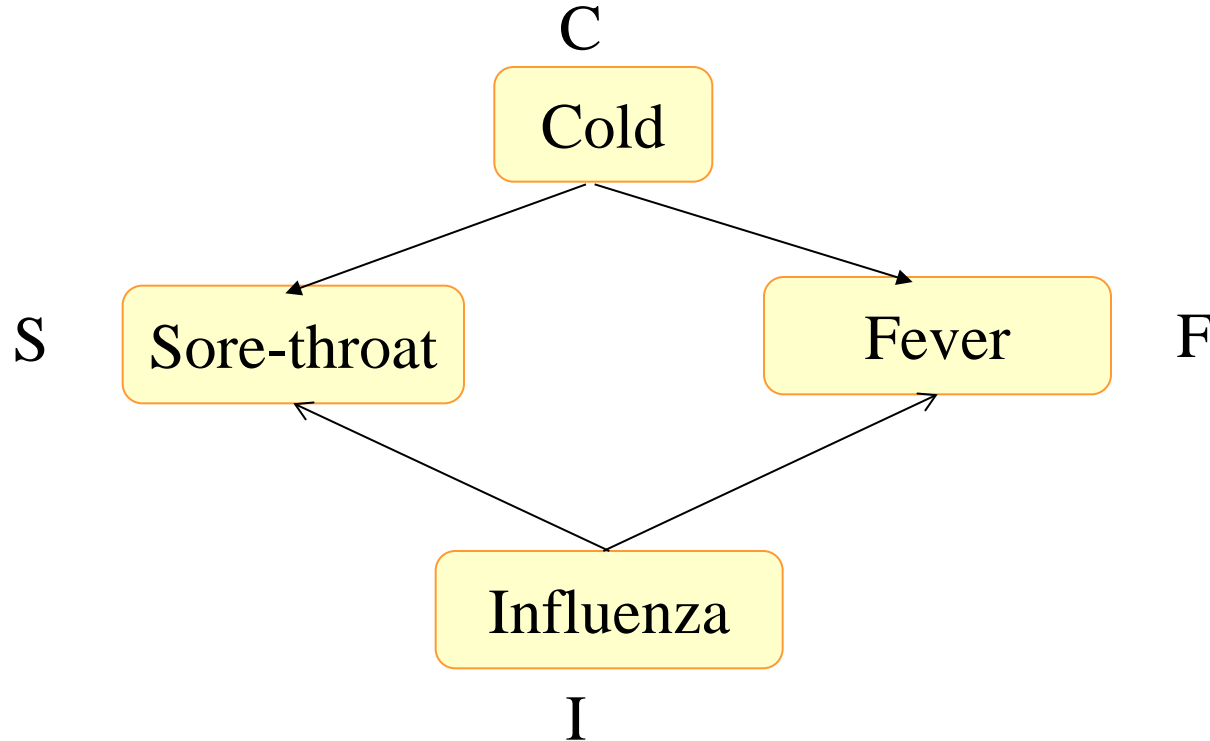 C
Cold
S
Sore-throat
Fever
F
Influenza
I